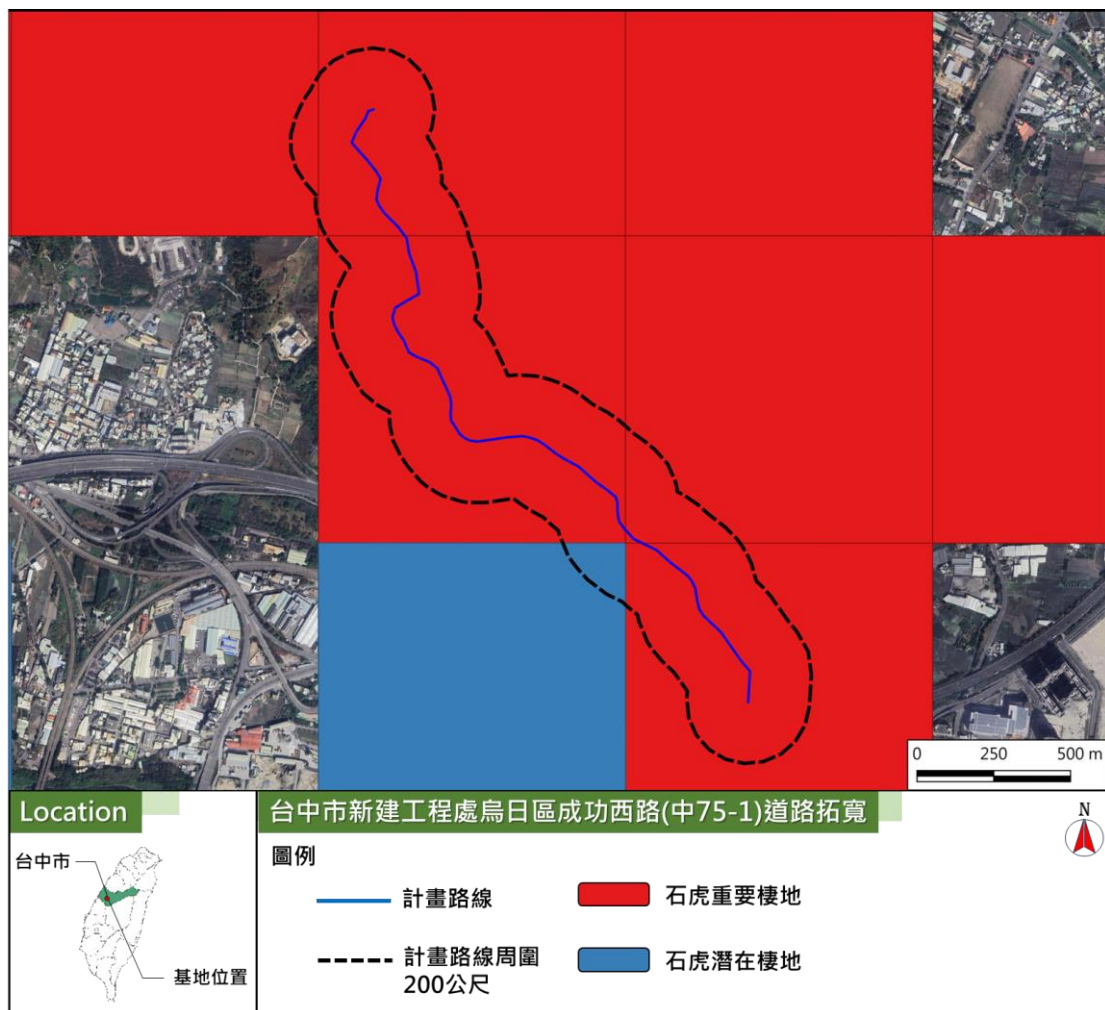 0 250 500 m
Location
台中市
基地位置
台中市新建工程處烏日區成功西路(中75-1)道路拓寬
N
圖例
計畫路線
石虎重要棲地
計畫路線周圍
200公尺
石虎潛在棲地